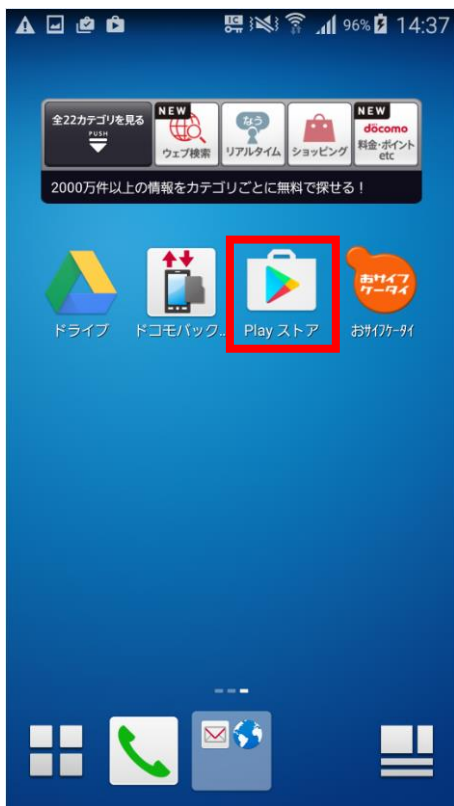 IC 96% 14:37
全22カテゴリを見る
PUSH
NEW
ウェブ検索
なう
リアルタイム
ショッピング
NEW
döcomo
料金・ポイント
etc
2000万件以上の情報をカテゴリごとに無料で探せる！
おサイフ
ケータイ
ドライブ ドコモバック... Play ストア おサイフケータイ